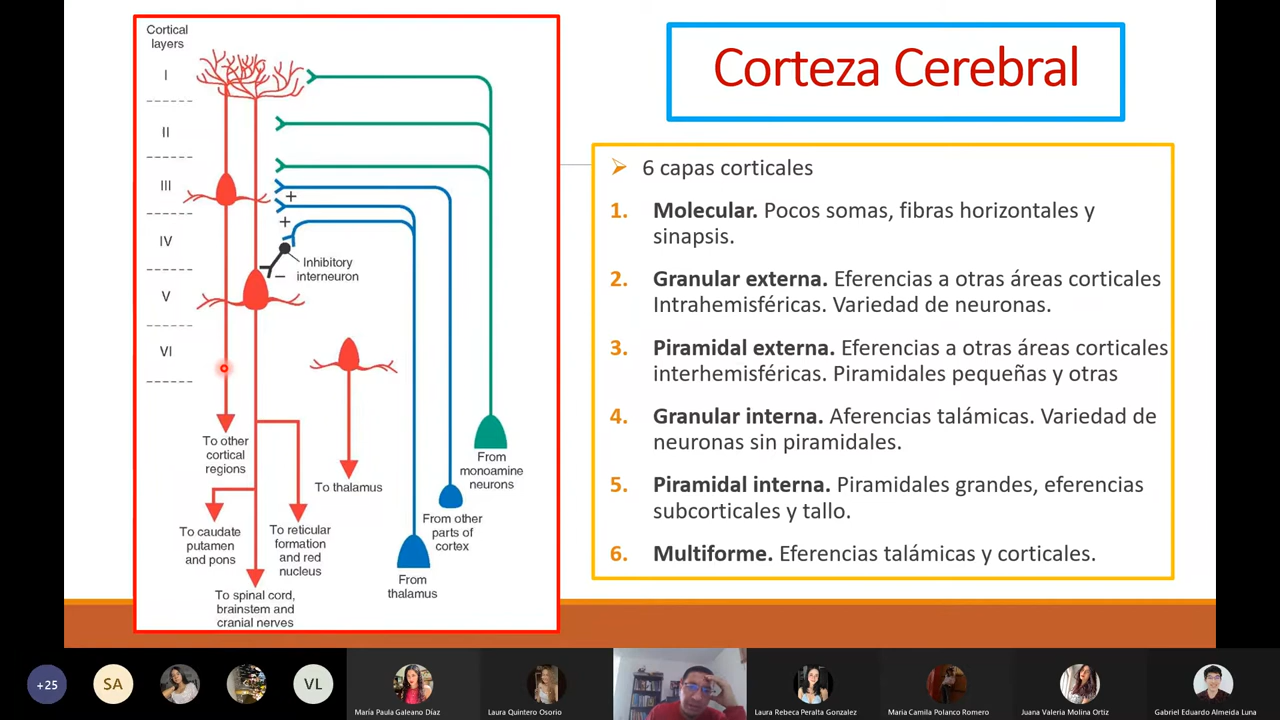 Cortical
layers
I
II
III
IV
V
VI
+
+
Inhibitory
interneuron
−
To other
cortical
regions
To thalamus
From
monoamine
neurons
To caudate
putamen
and pons
To reticular
formation
and red
nucleus
From other
parts of
cortex
From
thalamus
To spinal cord,
brainstem and
cranial nerves
Corteza Cerebral
6 capas corticales
1. Molecular. Pocos somas, fibras horizontales y
sinapsis.
2. Granular externa. Eferencias a otras áreas corticales
Intrahemisféricas. Variedad de neuronas.
3. Piramidal externa. Eferencias a otras áreas corticales
interhemisféricas. Piramidales pequeñas y otras
4. Granular interna. Aferencias talámicas. Variedad de
neuronas sin piramidales.
5. Piramidal interna. Piramidales grandes, eferencias
subcorticales y tallo.
6. Multiforme. Eferencias talámicas y corticales.
+25
SA
VL
María Paula Galeano Díaz
Laura Quintero Osorio
Laura Rebeca Peralta Gonzalez
Maria Camila Polanco Romero
Juana Valeria Molina Ortiz
Gabriel Eduardo Almeida Luna